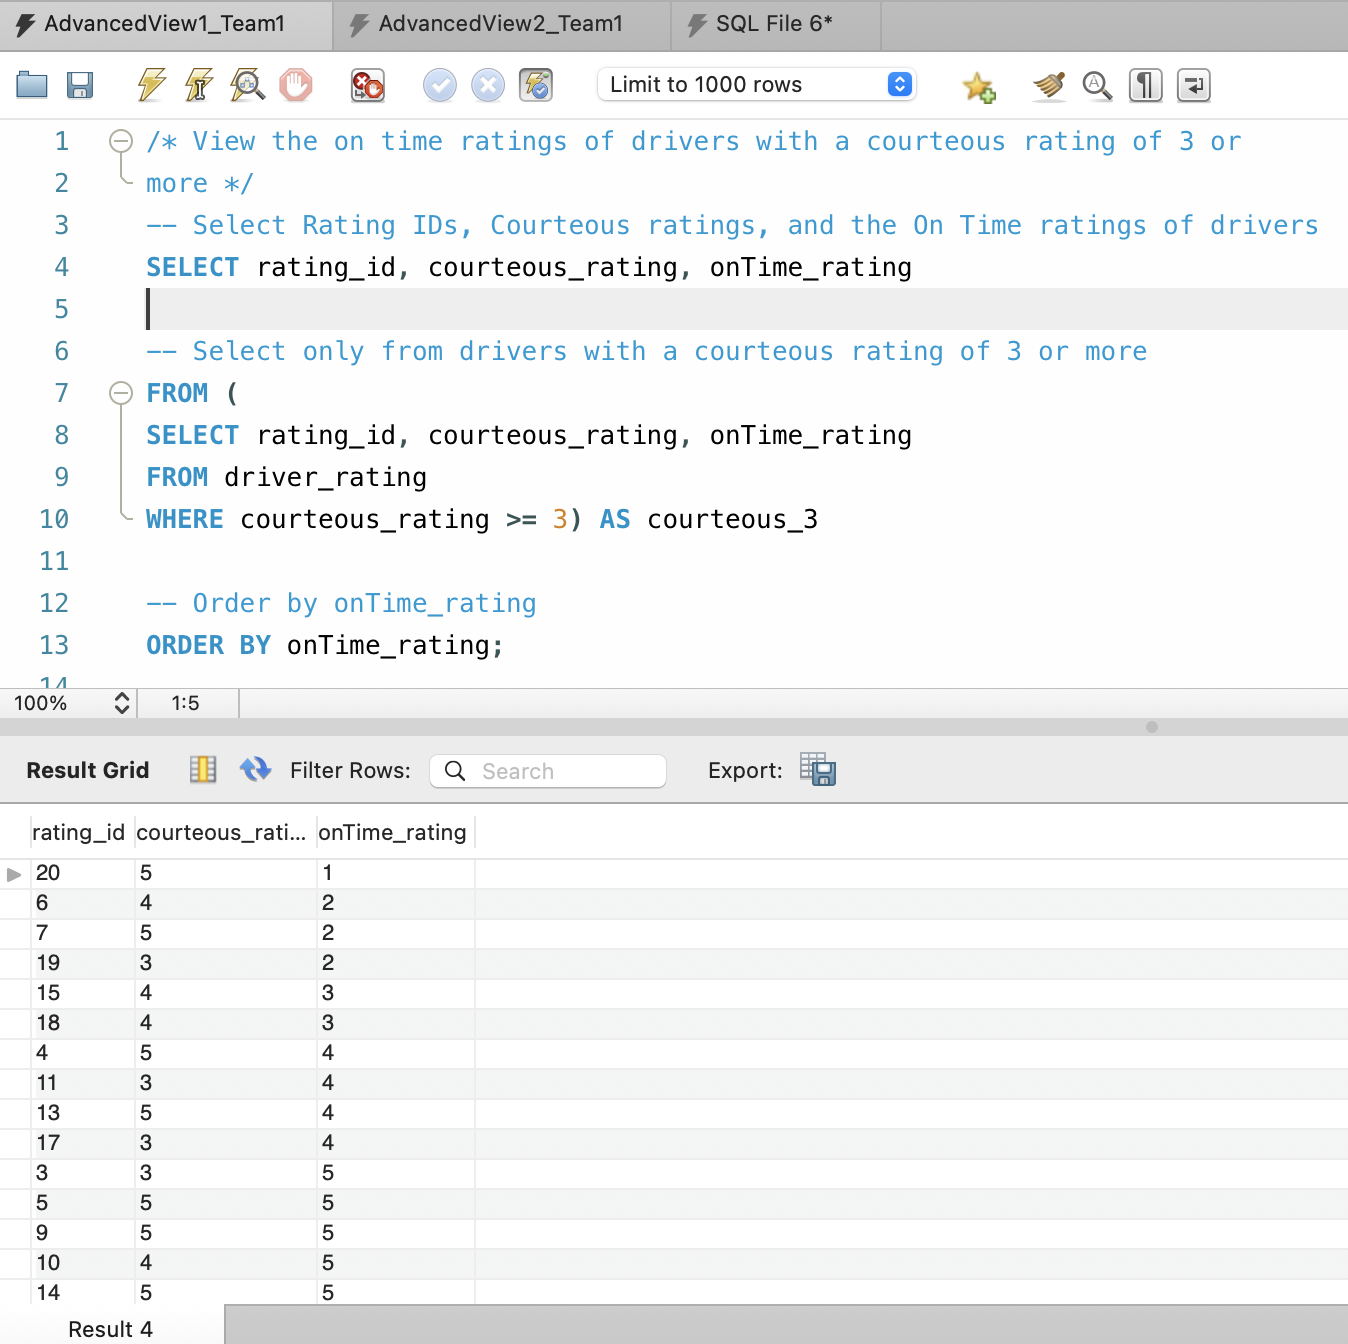 AdvancedView1_Team1 AdvancedView2_Team1 SQL File 6*
Limit to 1000 rows
1 /* View the on time ratings of drivers with a courteous rating of 3 or
2 more */
3 -- Select Rating IDs, Courteous ratings, and the On Time ratings of drivers
4 SELECT rating_id, courteous_rating, onTime_rating
5
6 -- Select only from drivers with a courteous rating of 3 or more
7 FROM (
8 SELECT rating_id, courteous_rating, onTime_rating
9 FROM driver_rating
10 WHERE courteous_rating >= 3) AS courteous_3
11
12 -- Order by onTime_rating
13 ORDER BY onTime_rating;
14
100% 1:5
Result Grid Filter Rows: Search Export:
rating_id courteous_rati... onTime_rating
20 5 1
6 4 2
7 5 2
19 3 2
15 4 3
18 4 3
4 5 4
11 3 4
13 5 4
17 3 4
3 3 5
5 5 5
9 5 5
10 4 5
14 5 5
Result 4